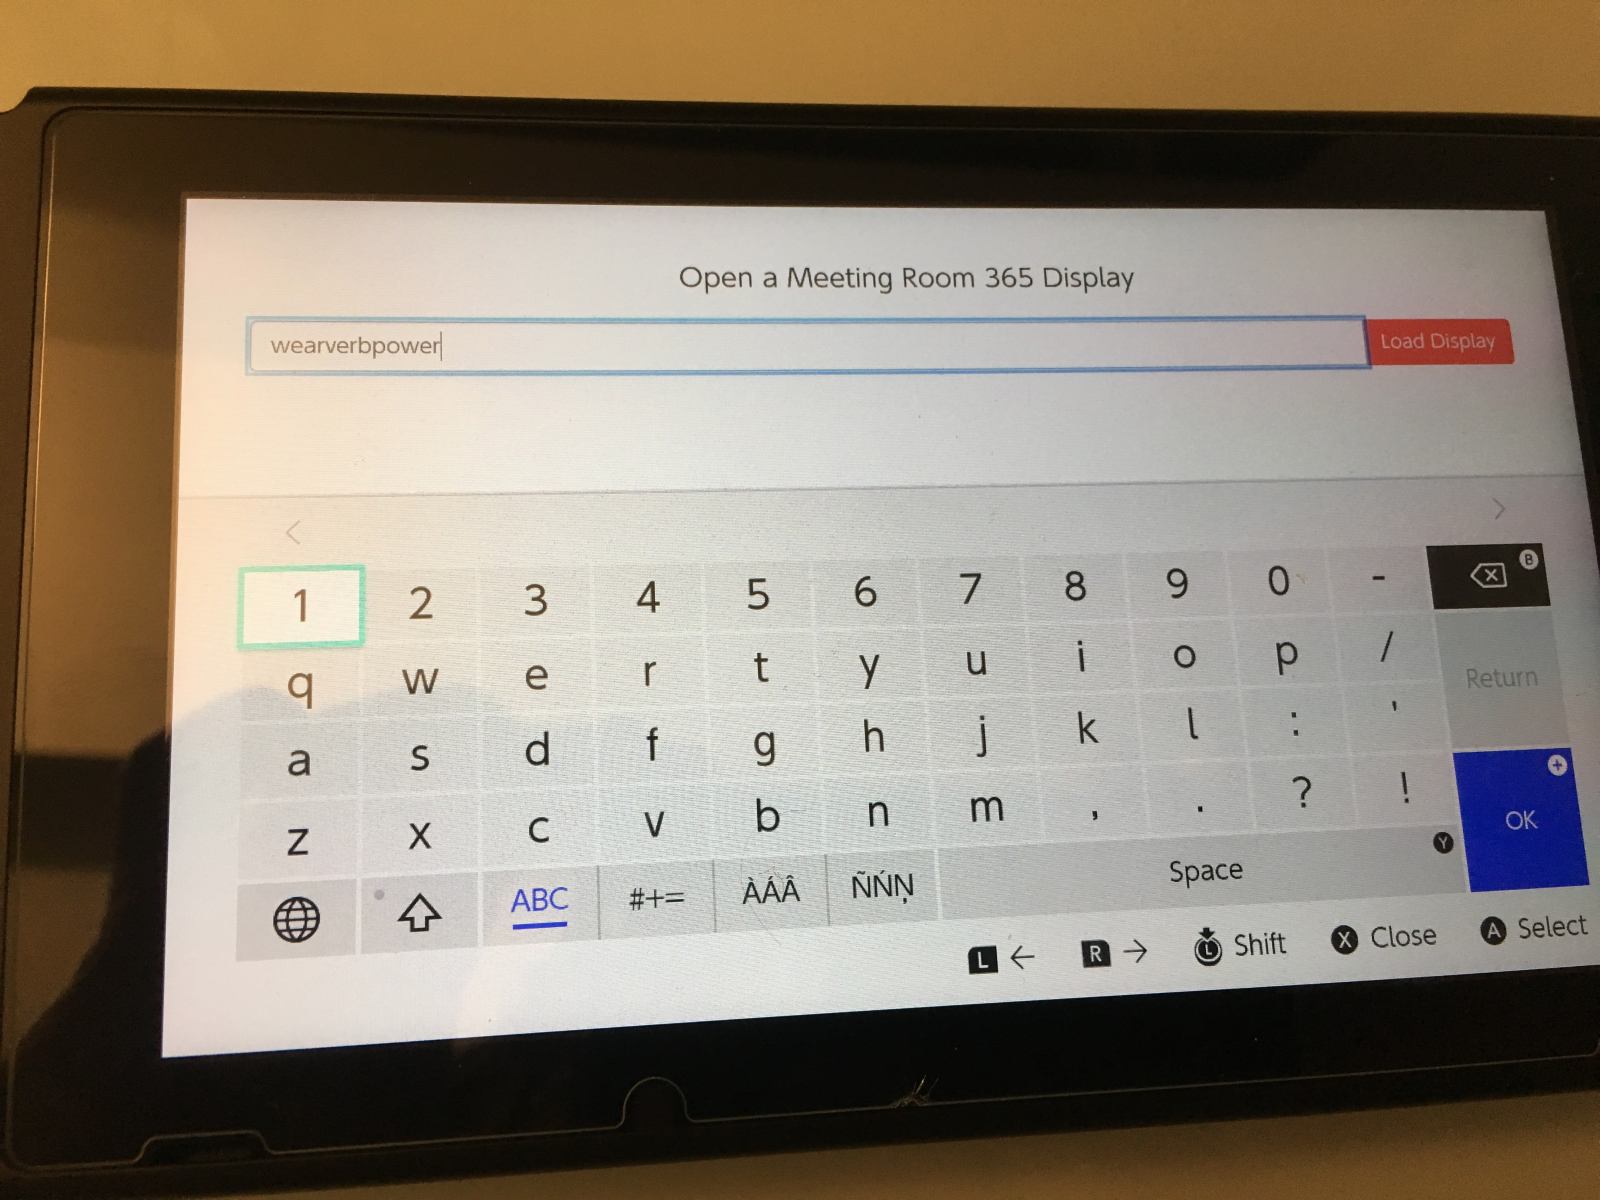 Open a Meeting Room 365 Display
wearverbpower
Load Display
< >
1 2 3 4 5 6 7 8 9 0 - B
q w e r t y u i o p / Return
a s d f g h j k l : '
z x c v b n m , . ? ! + OK
ABC #+= ÀÁÂ ÑŃŅ Space Y
L ← R → L Shift X Close A Select